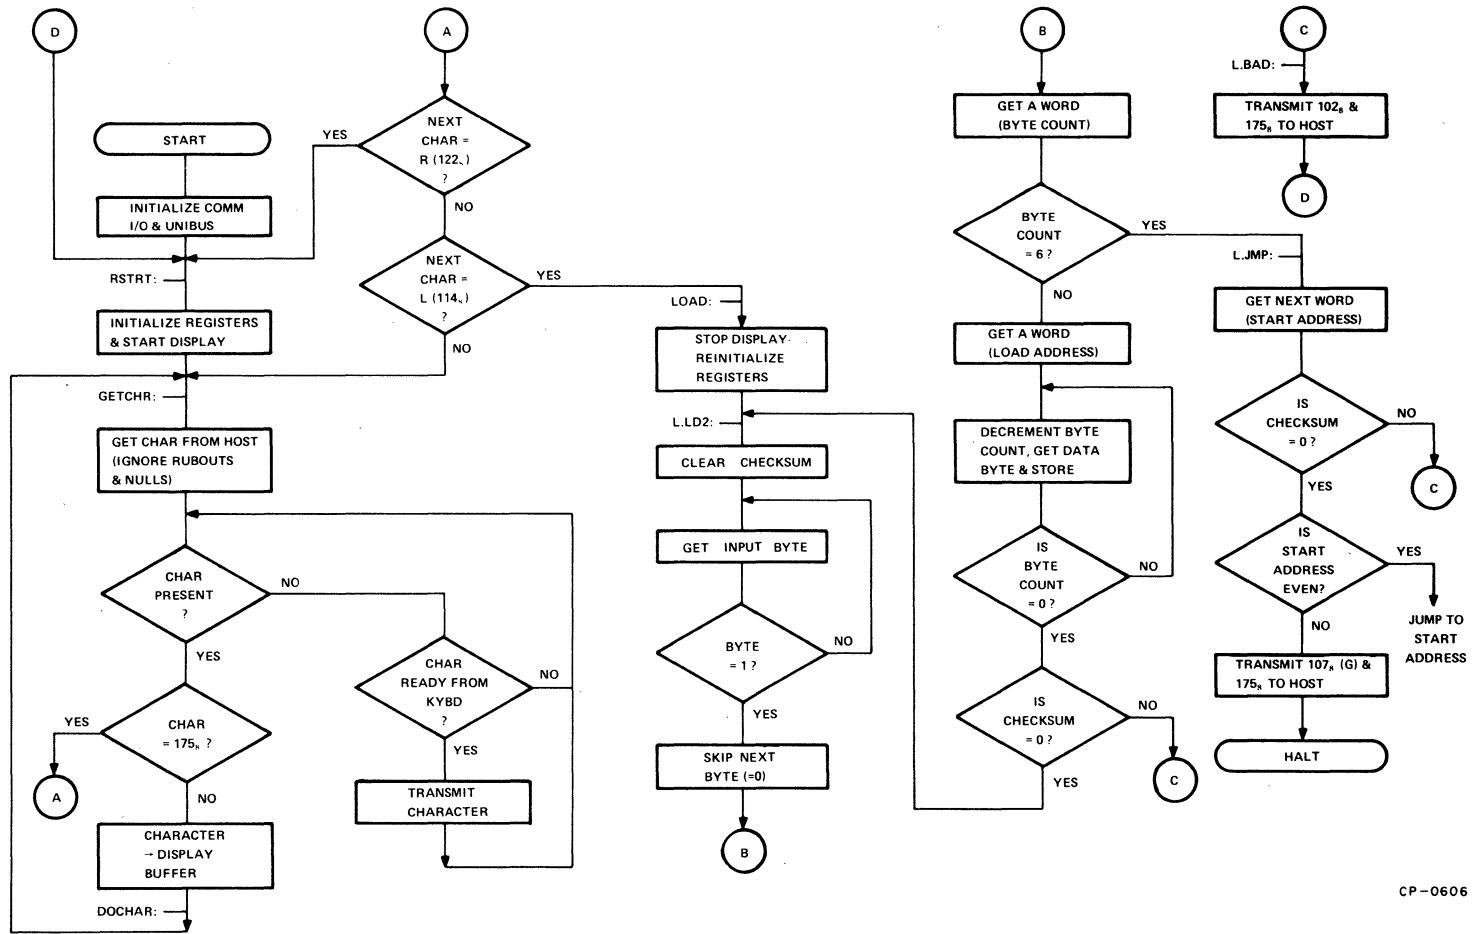 D
START
INITIALIZE COMM
I/O & UNIBUS
RSTRT:
INITIALIZE REGISTERS
& START DISPLAY
GETCHR:
GET CHAR FROM HOST
(IGNORE RUBOUTS
& NULLS)
CHAR
PRESENT
?
NO
YES
CHAR
= 175₈ ?
YES
A
NO
CHARACTER
→ DISPLAY
BUFFER
DOCHAR:
A
NEXT
CHAR =
R (122₈)
?
YES
NO
NEXT
CHAR =
L (114₈)
?
YES
NO
CHAR
READY FROM
KYBD
?
NO
YES
TRANSMIT
CHARACTER
LOAD:
STOP DISPLAY
REINITIALIZE
REGISTERS
L.LD2:
CLEAR CHECKSUM
GET INPUT BYTE
BYTE
= 1 ?
NO
YES
SKIP NEXT
BYTE (=0)
B
B
GET A WORD
(BYTE COUNT)
BYTE
COUNT
= 6 ?
YES
NO
GET A WORD
(LOAD ADDRESS)
DECREMENT BYTE
COUNT, GET DATA
BYTE & STORE
IS
BYTE
COUNT
= 0 ?
NO
YES
IS
CHECKSUM
= 0 ?
NO
C
YES
C
L.BAD:
TRANSMIT 102₈ &
175₈ TO HOST
D
L.JMP:
GET NEXT WORD
(START ADDRESS)
IS
CHECKSUM
= 0 ?
NO
C
YES
IS
START
ADDRESS
EVEN?
YES
JUMP TO
START
ADDRESS
NO
TRANSMIT 107₈ (G) &
175₈ TO HOST
HALT
CP-0606